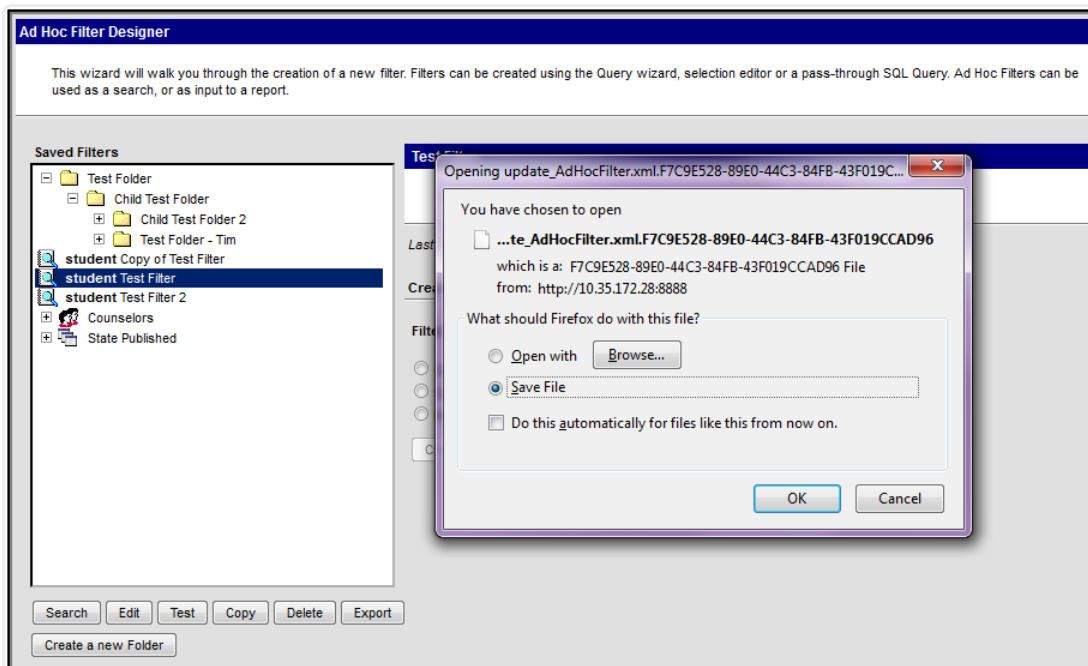 Ad Hoc Filter Designer
This wizard will walk you through the creation of a new filter. Filters can be created using the Query wizard, selection editor or a pass-through SQL Query. Ad Hoc Filters can be
used as a search, or as input to a report.
Saved Filters
Test Folder
Child Test Folder
Child Test Folder 2
Test Folder - Tim
student Copy of Test Filter
student Test Filter
student Test Filter 2
Counselors
State Published
Search
Edit
Test
Copy
Delete
Export
Create a new Folder
Last
Opening update_AdHocFilter.xml.F7C9E528-89E0-44C3-84FB-43F019C...
You have chosen to open
...te_AdHocFilter.xml.F7C9E528-89E0-44C3-84FB-43F019CCAD96
which is a: F7C9E528-89E0-44C3-84FB-43F019CCAD96 File
from: http://10.35.172.28:8888
What should Firefox do with this file?
Open with
Browse...
Save File
Do this automatically for files like this from now on.
OK
Cancel